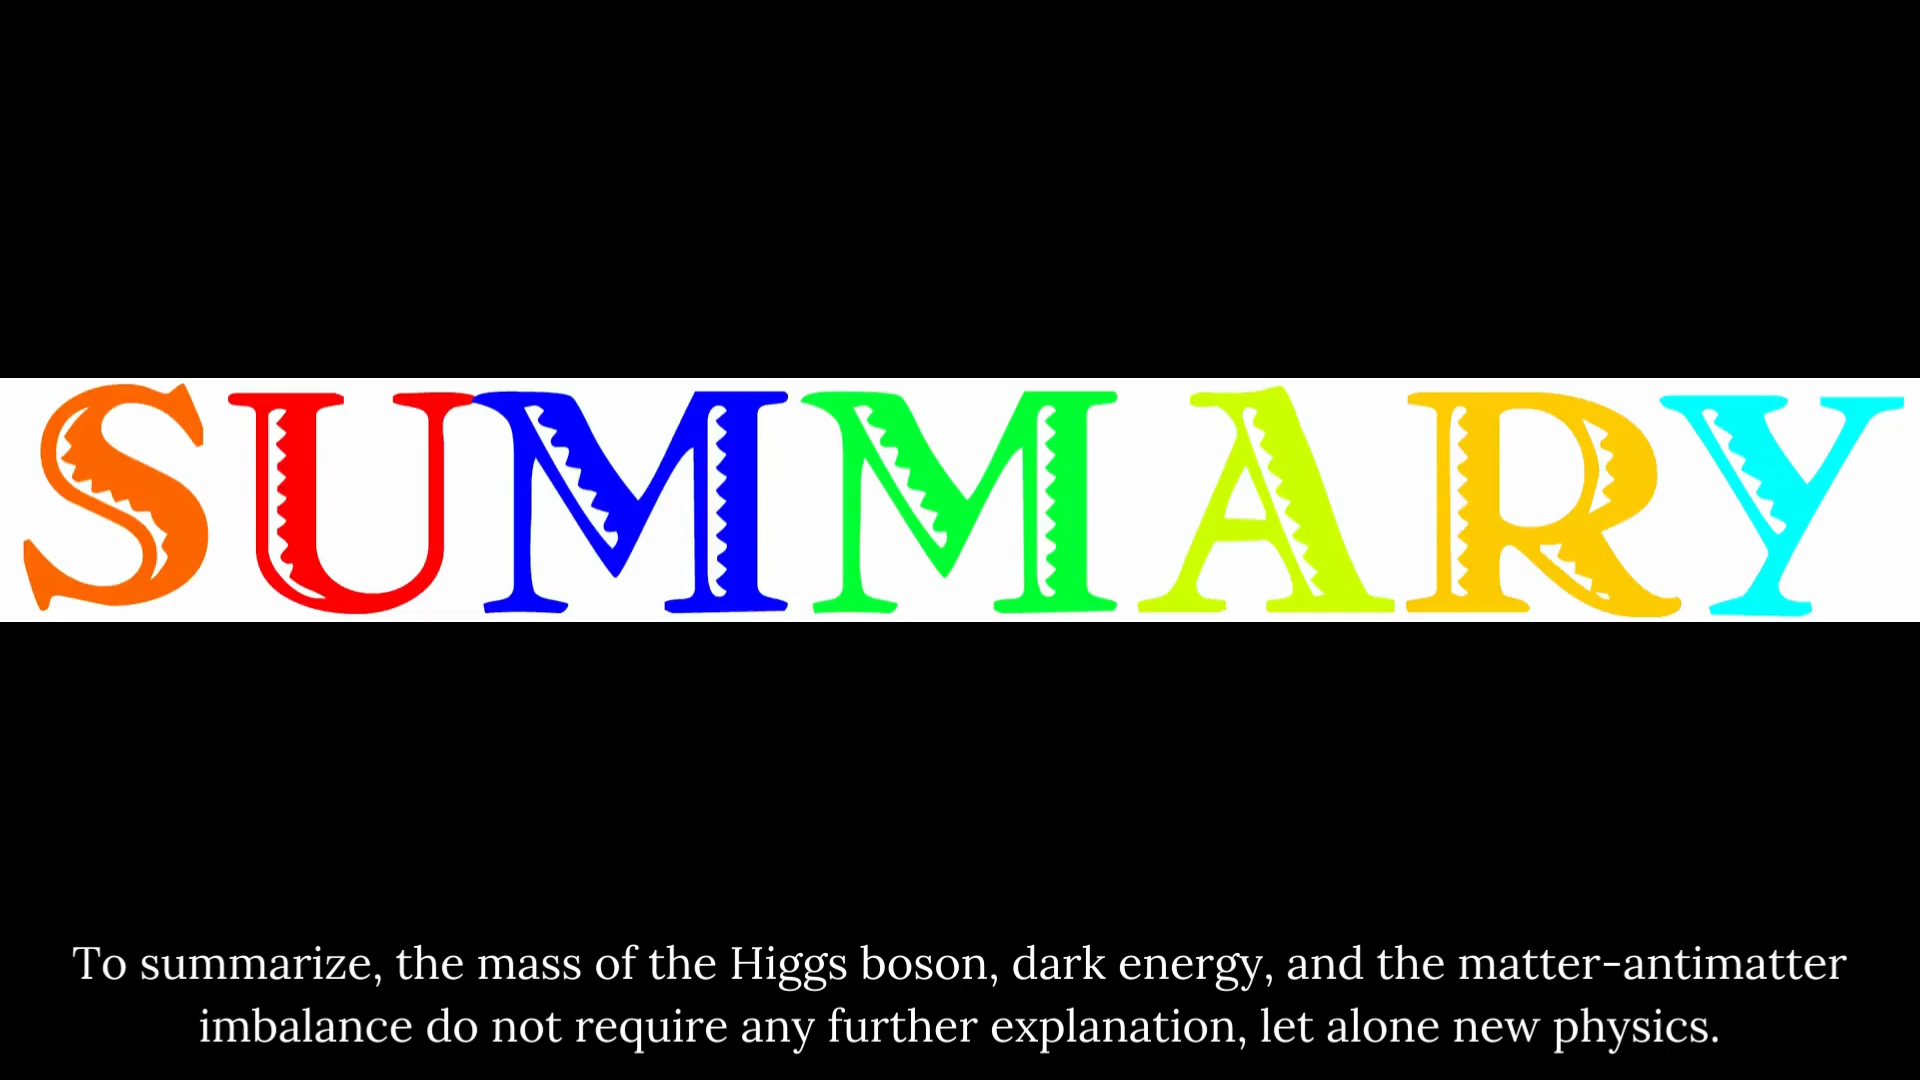 SUMMARY
To summarize, the mass of the Higgs boson, dark energy, and the matter-antimatter
imbalance do not require any further explanation, let alone new physics.